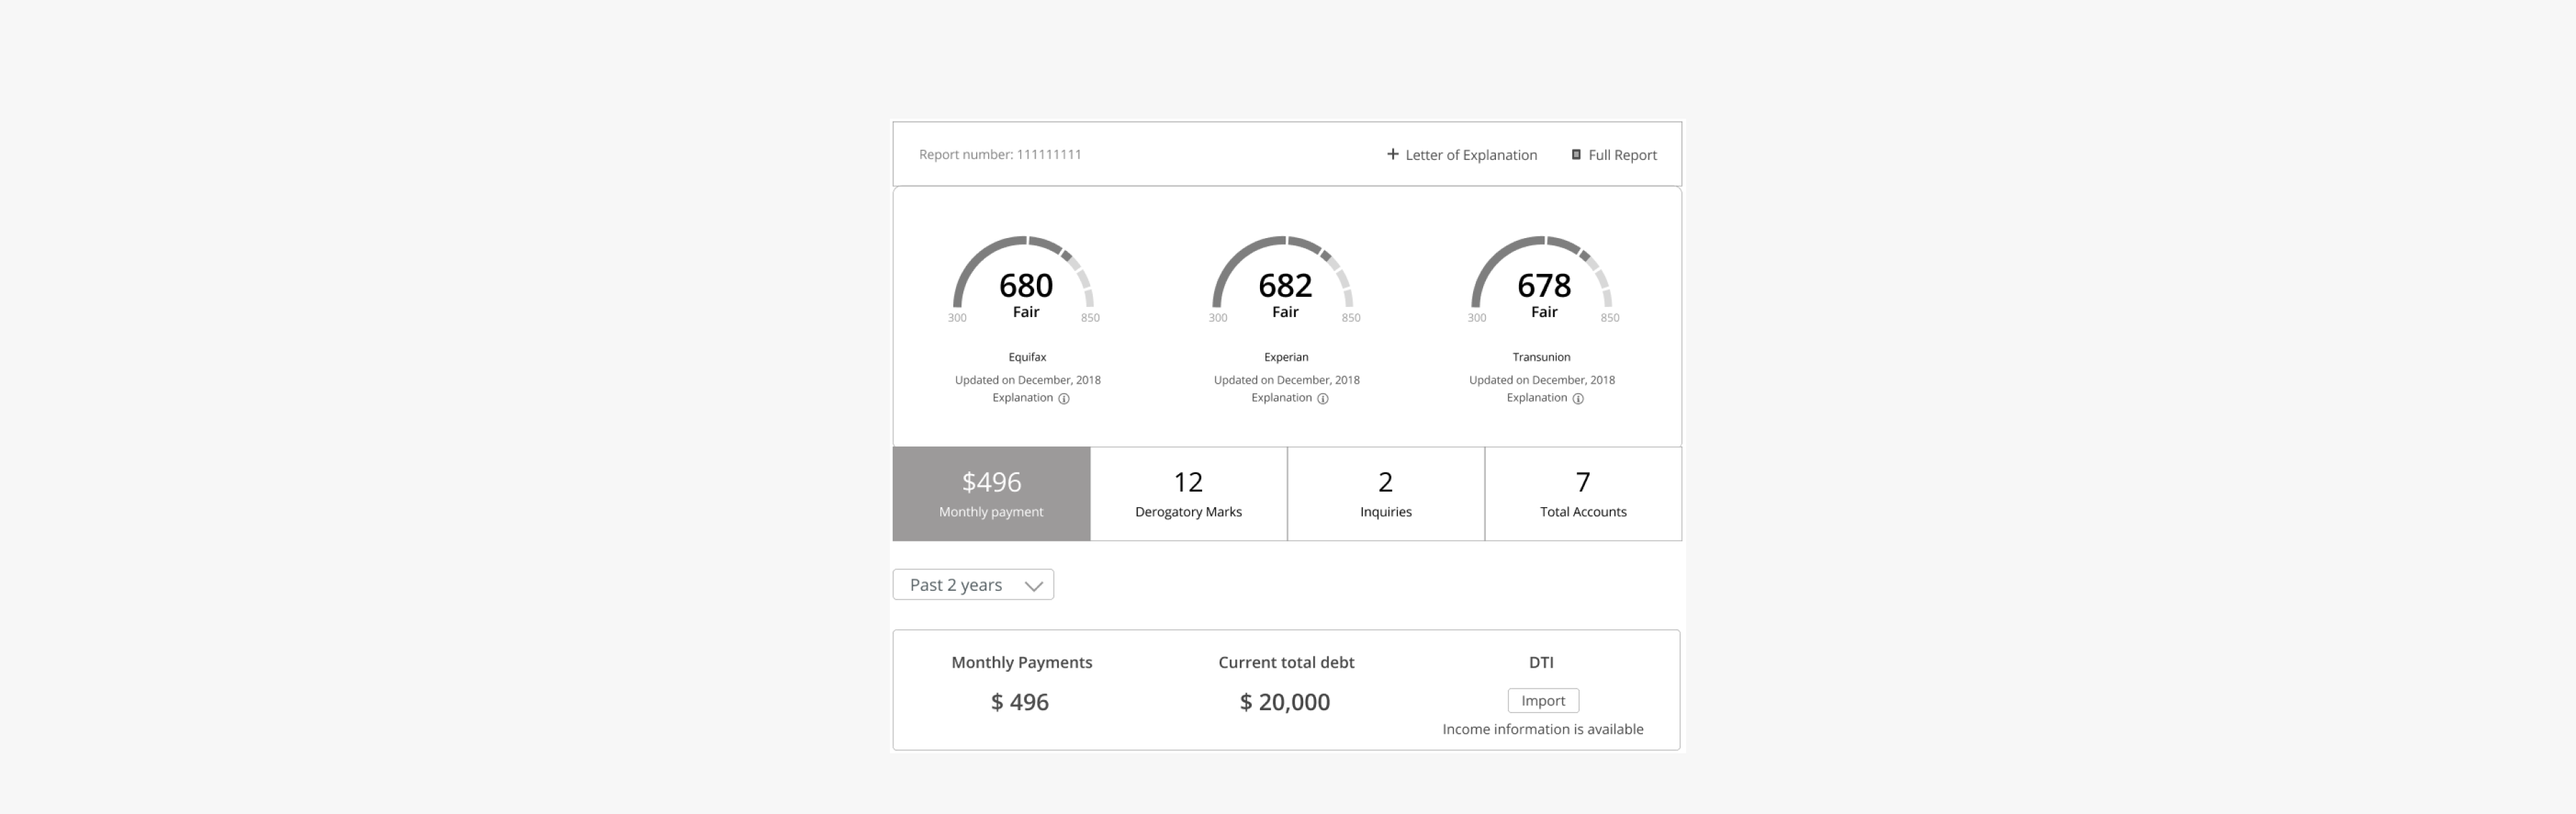 Report number: 111111111
+ Letter of Explanation
Full Report
680
Fair
300
850
682
Fair
300
850
678
Fair
300
850
Equifax
Updated on December, 2018
Explanation
Experian
Updated on December, 2018
Explanation
Transunion
Updated on December, 2018
Explanation
$496
Monthly payment
12
Derogatory Marks
2
Inquiries
7
Total Accounts
Past 2 years
Monthly Payments
$ 496
Current total debt
$ 20,000
DTI
Import
Income information is available